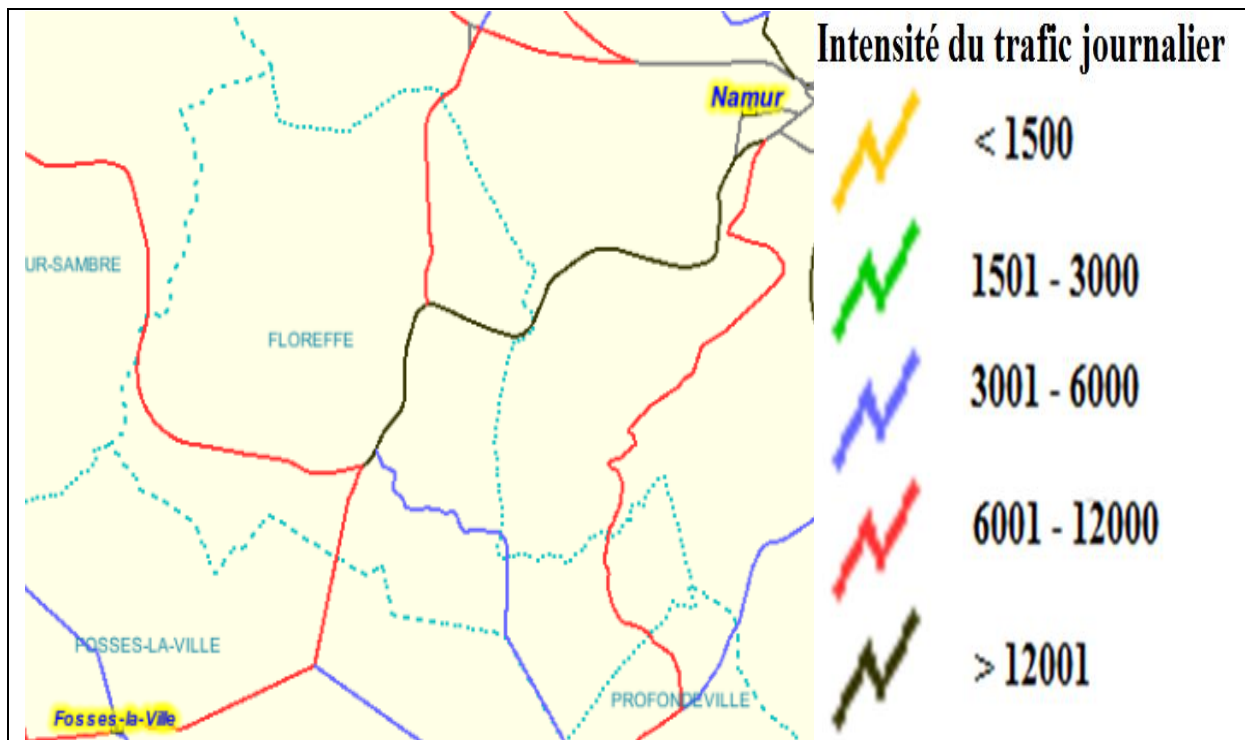 Intensité du trafic journalier
Namur
< 1500
UR-SAMBRE
1501 - 3000
FLOREFFE
3001 - 6000
6001 - 12000
FOSSES-LA-VILLE
> 12001
PROFONDEVILLE
Fosses-la-Ville